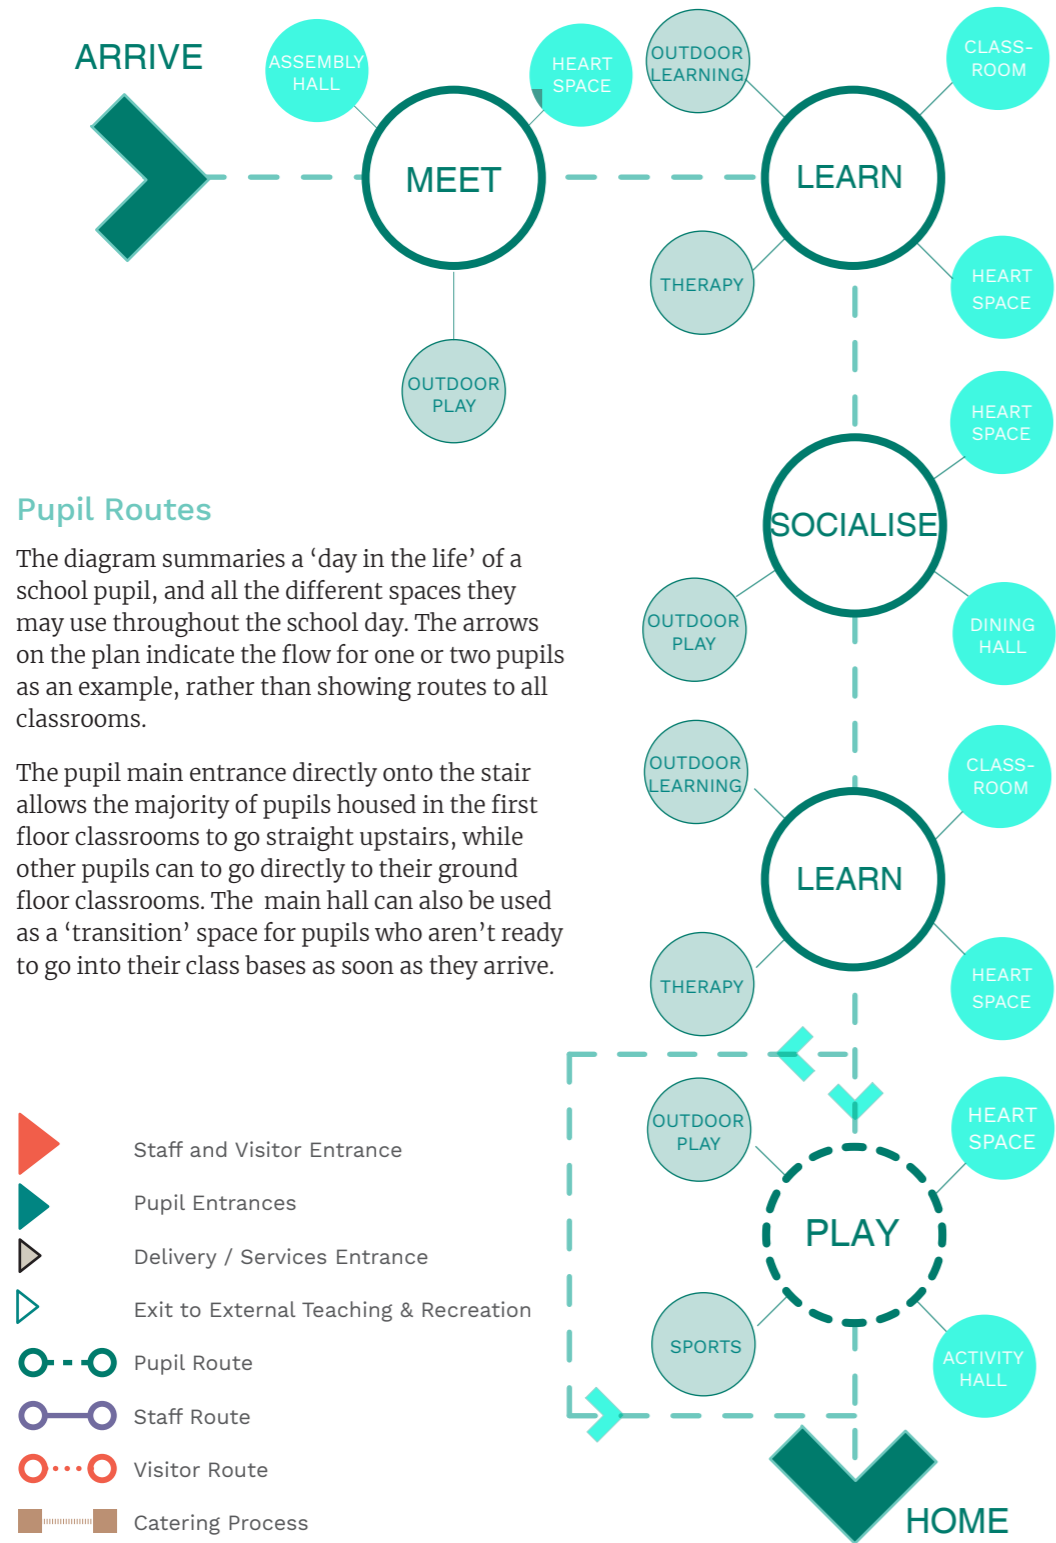 ARRIVE
ASSEMBLY
HALL
HEART
SPACE
MEET
OUTDOOR
PLAY
OUTDOOR
LEARNING
CLASS-
ROOM
LEARN
THERAPY
HEART
SPACE
HEART
SPACE
SOCIALISE
OUTDOOR
PLAY
DINING
HALL
OUTDOOR
LEARNING
CLASS-
ROOM
LEARN
THERAPY
HEART
SPACE
OUTDOOR
PLAY
HEART
SPACE
PLAY
SPORTS
ACTIVITY
HALL
HOME
Pupil Routes
The diagram summaries a ‘day in the life’ of a
school pupil, and all the different spaces they
may use throughout the school day. The arrows
on the plan indicate the flow for one or two pupils
as an example, rather than showing routes to all
classrooms.
The pupil main entrance directly onto the stair
allows the majority of pupils housed in the first
floor classrooms to go straight upstairs, while
other pupils can to go directly to their ground
floor classrooms. The  main hall can also be used
as a ‘transition’ space for pupils who aren’t ready
to go into their class bases as soon as they arrive.
Staff and Visitor Entrance
Pupil Entrances
Delivery / Services Entrance
Exit to External Teaching & Recreation
Pupil Route
Staff Route
Visitor Route
Catering Process